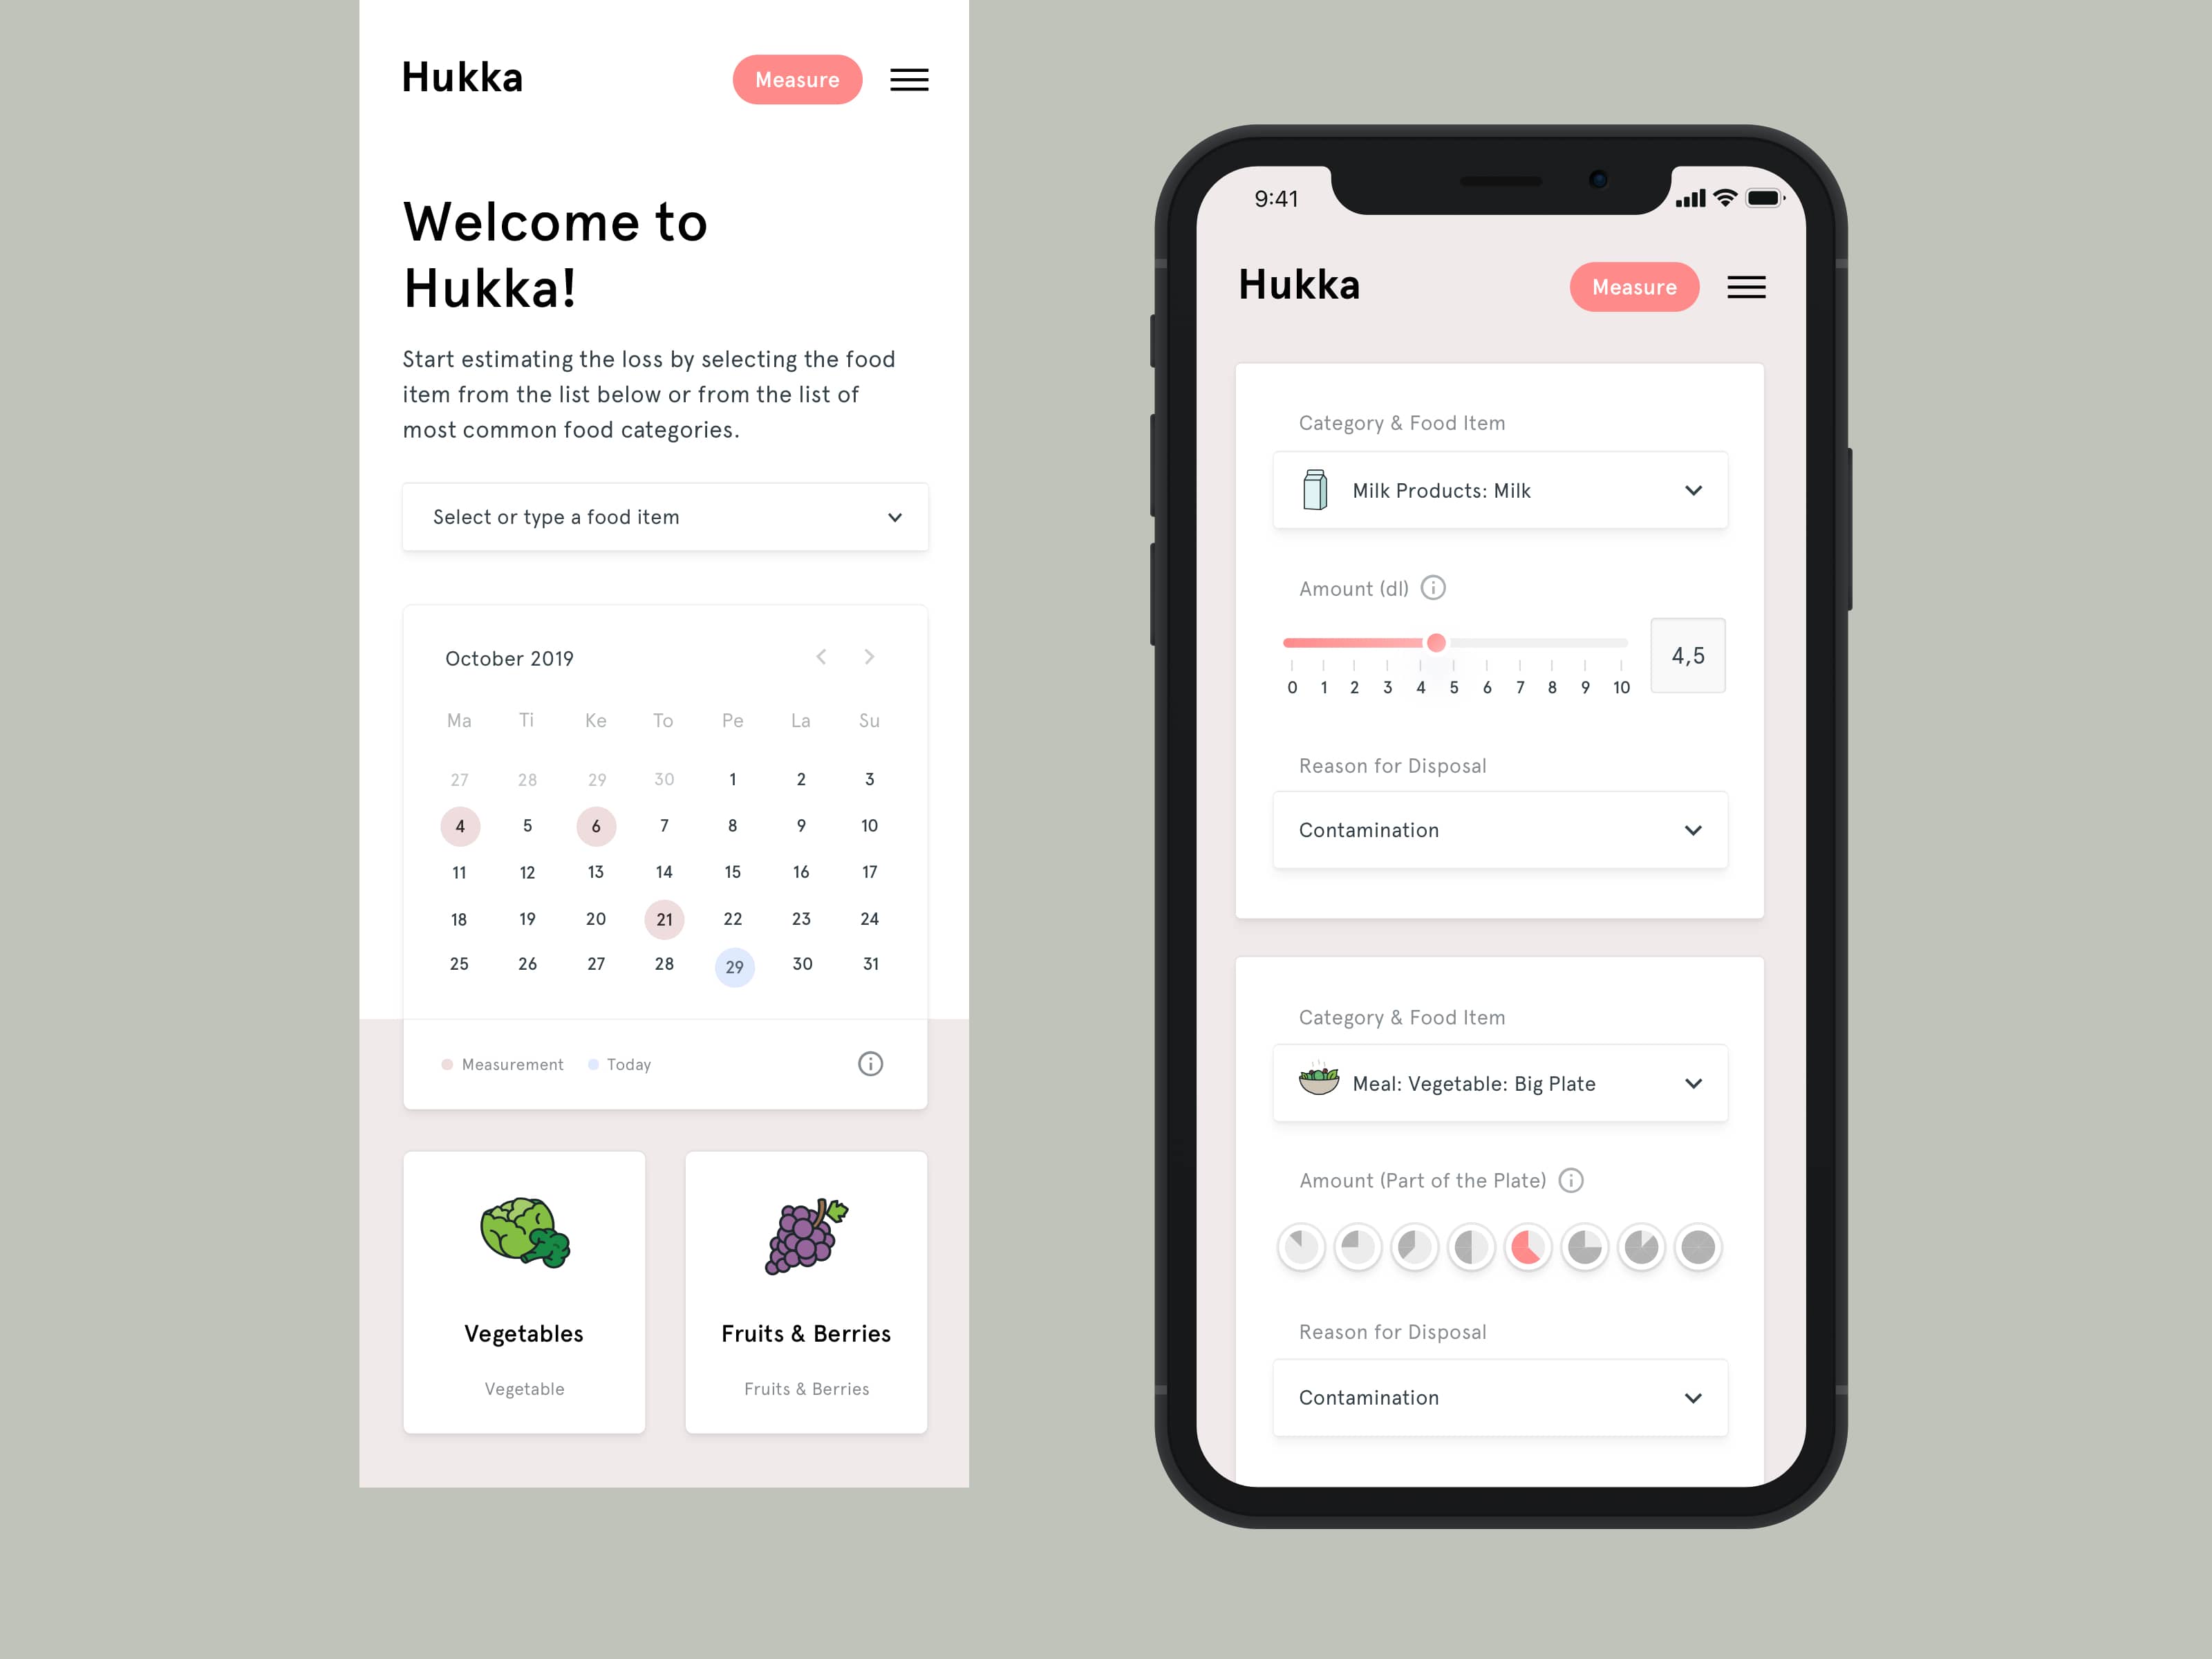 Hukka
Measure
Welcome to
Hukka!
Start estimating the loss by selecting the food
item from the list below or from the list of
most common food categories.
Select or type a food item
October 2019
Ma Ti Ke To Pe La Su
27 28 29 30 1 2 3
4 5 6 7 8 9 10
11 12 13 14 15 16 17
18 19 20 21 22 23 24
25 26 27 28 29 30 31
Measurement Today
Vegetables
Vegetable
Fruits & Berries
Fruits & Berries
9:41
Hukka
Measure
Category & Food Item
Milk Products: Milk
Amount (dl)
4,5
0 1 2 3 4 5 6 7 8 9 10
Reason for Disposal
Contamination
Category & Food Item
Meal: Vegetable: Big Plate
Amount (Part of the Plate)
Reason for Disposal
Contamination